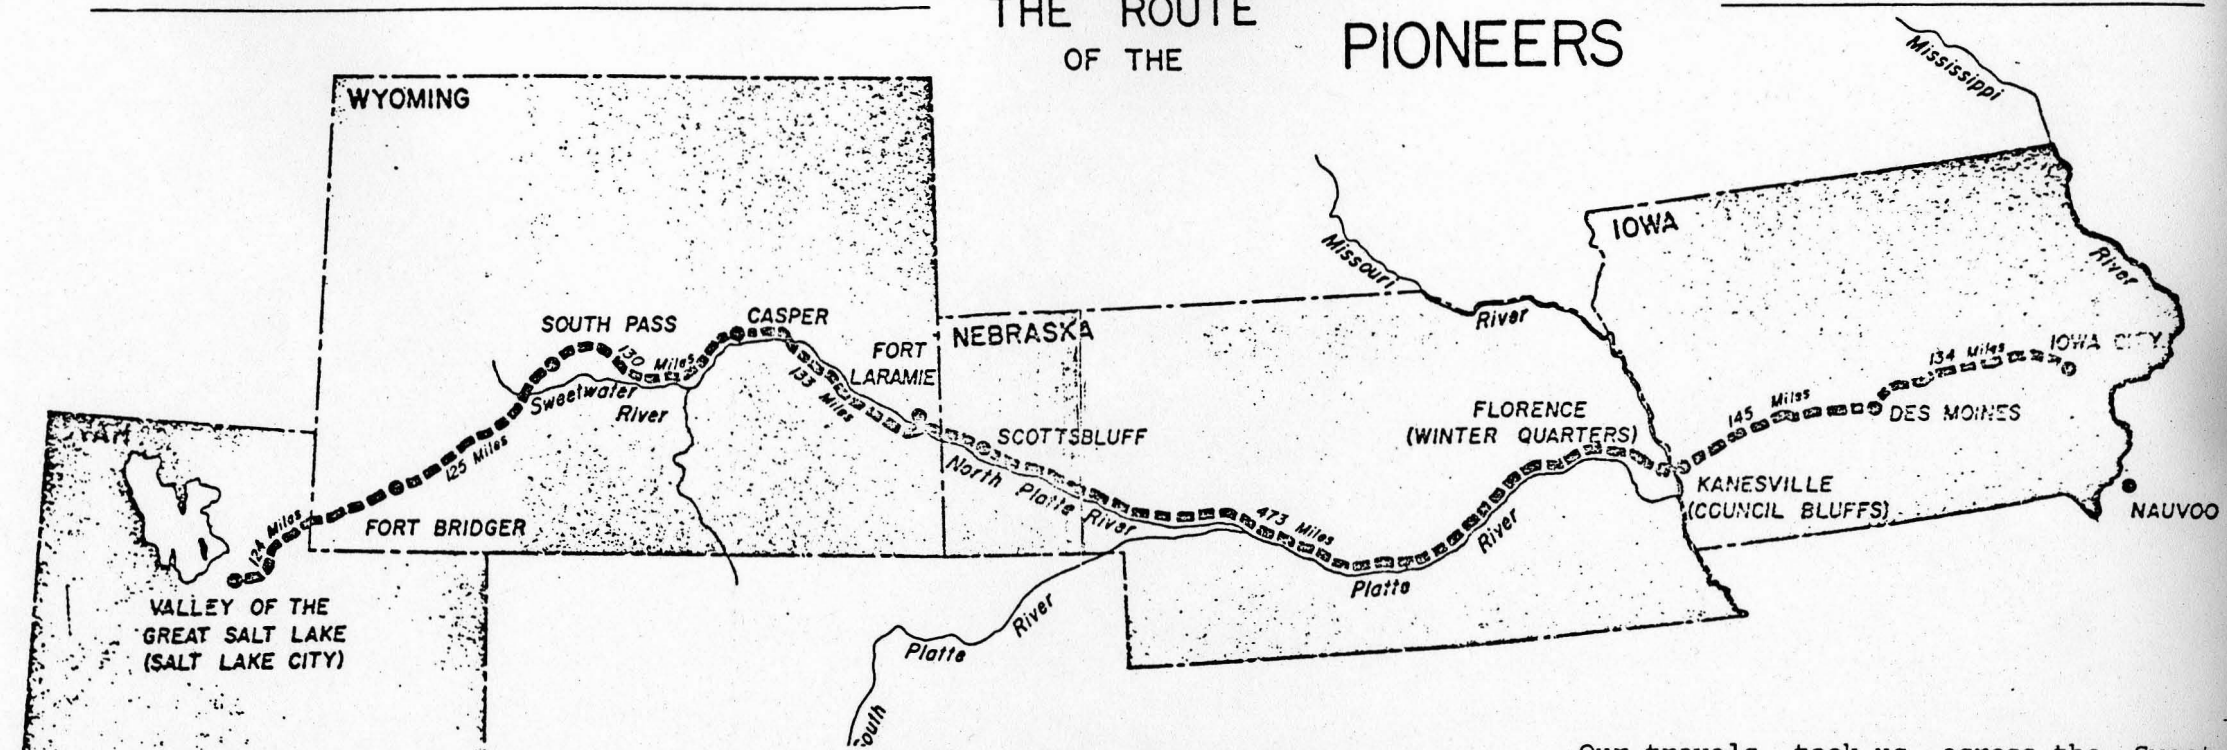 THE ROUTE
OF THE
PIONEERS
Mississippi
River
WYOMING
IOWA
Missouri
River
SOUTH PASS
CASPER
130 Miles
FORT
LARAMIE
133 Miles
NEBRASKA
Sweetwater
River
125 Miles
SCOTTSBLUFF
North Platte River
473 Miles
FLORENCE
(WINTER QUARTERS)
134 Miles
IOWA CITY
145 Miles
DES MOINES
KANESVILLE
(COUNCIL BLUFFS)
NAUVOO
124 Miles
FORT BRIDGER
Platte
River
VALLEY OF THE
GREAT SALT LAKE
(SALT LAKE CITY)
Platte
River
Our travels took us across the